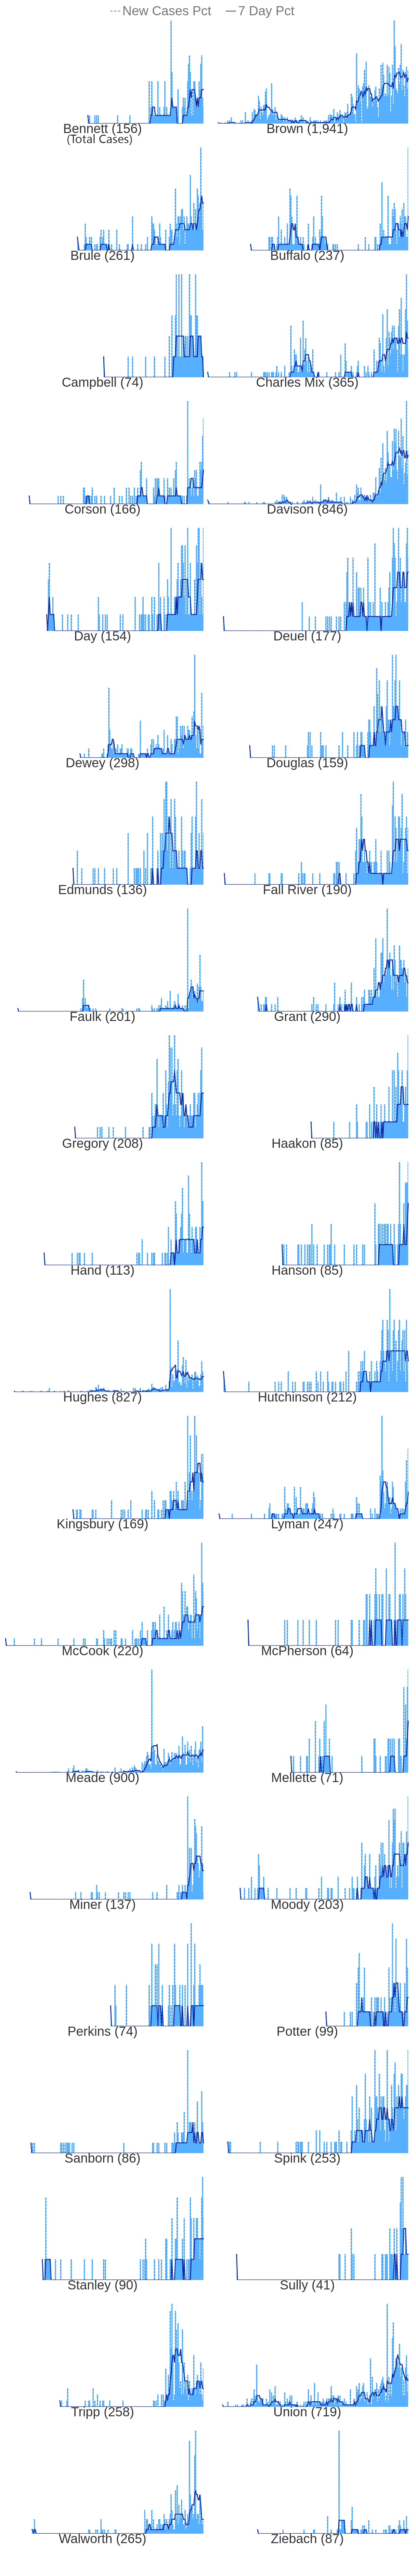 New Cases Pct 7 Day Pct
Bennett (156) Brown (1,941)
(Total Cases)
Brule (261) Buffalo (237)
Campbell (74) Charles Mix (365)
Corson (166) Davison (846)
Day (154) Deuel (177)
Dewey (298) Douglas (159)
Edmunds (136) Fall River (190)
Faulk (201) Grant (290)
Gregory (208) Haakon (85)
Hand (113) Hanson (85)
Hughes (827) Hutchinson (212)
Kingsbury (169) Lyman (247)
McCook (220) McPherson (64)
Meade (900) Mellette (71)
Miner (137) Moody (203)
Perkins (74) Potter (99)
Sanborn (86) Spink (253)
Stanley (90) Sully (41)
Tripp (258) Union (719)
Walworth (265) Ziebach (87)